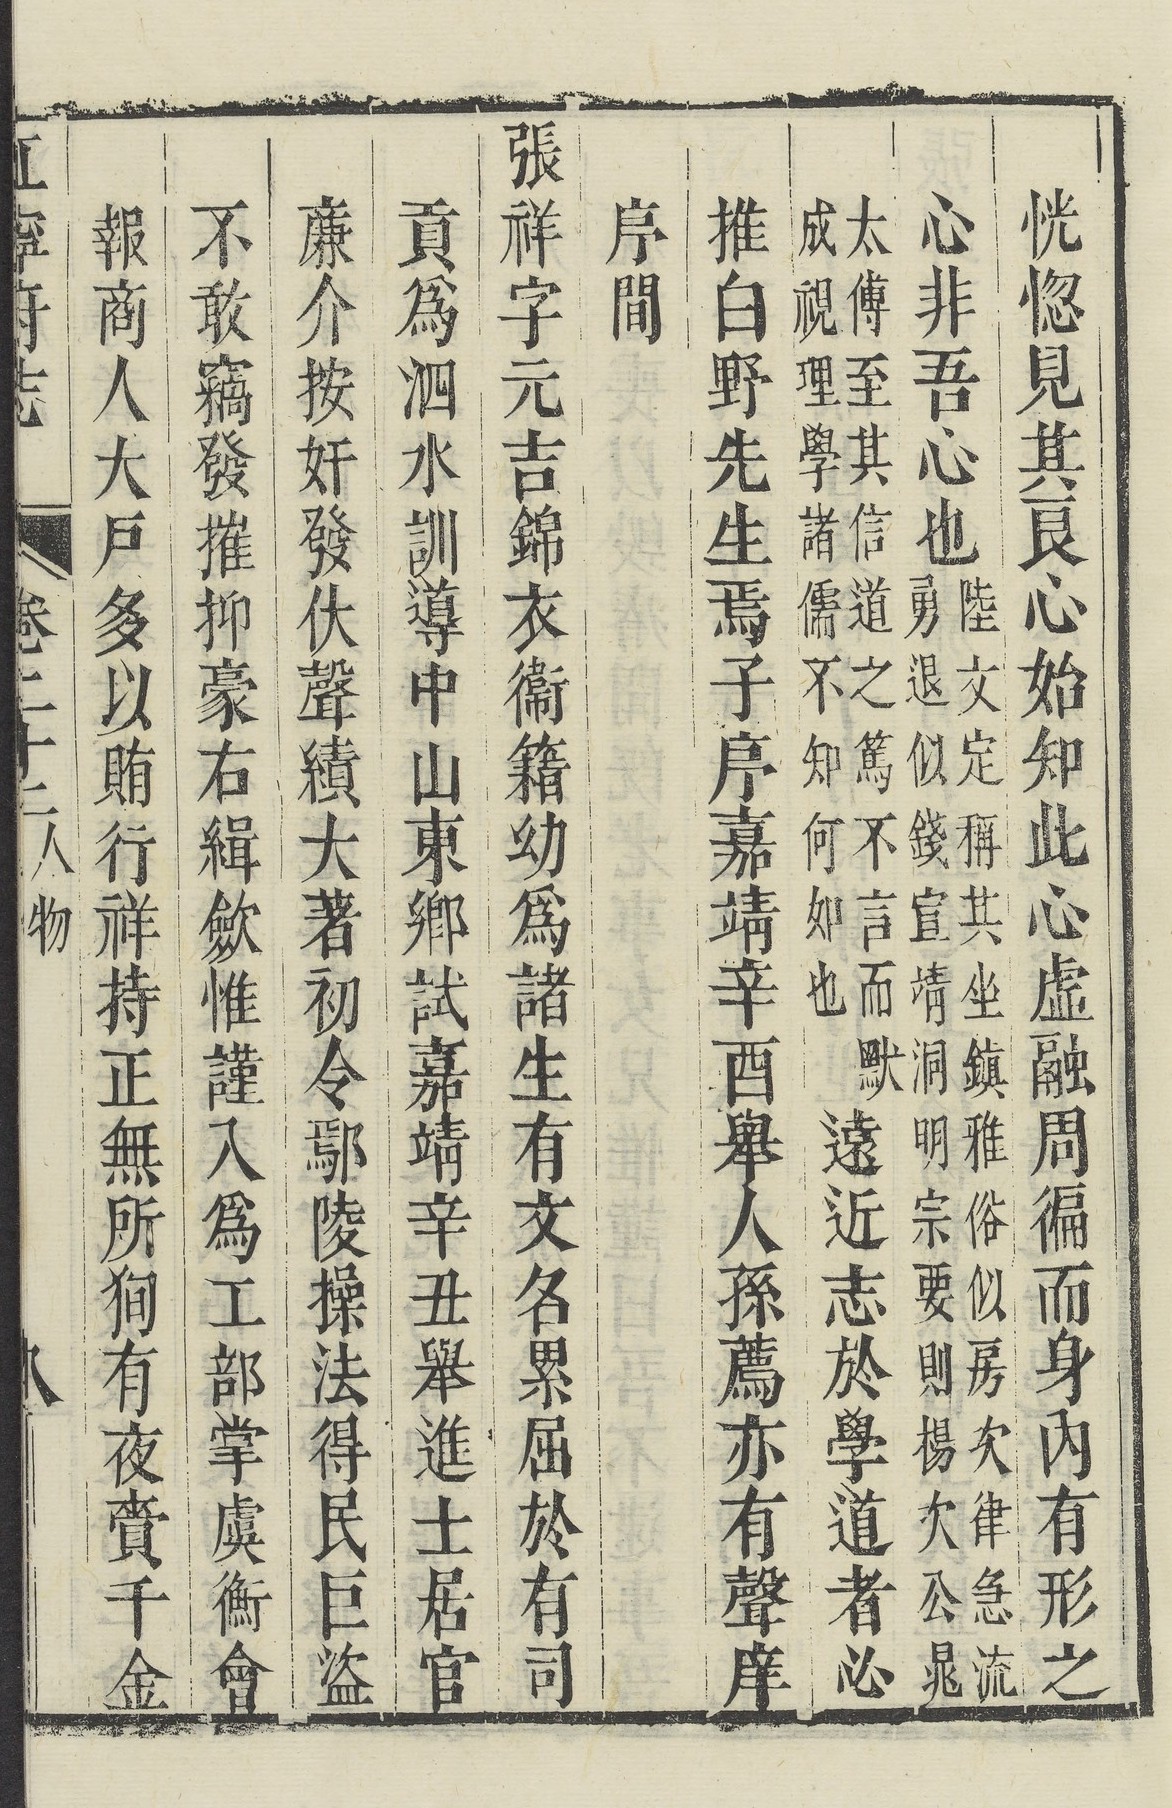 恍惚見其良心始知此心虛融周徧而身內有形之
心非吾心也
陸文定稱其坐鎮雅俗似房次律急流
勇退似錢宣靖洞明宗要則楊次公晁
太傅至其信道之篤不言而默
成視理學諸儒不知何如也
遠近志於學道者必
推白野先生焉子序嘉靖辛酉舉人孫薦亦有聲庠
序間
張祥字元吉錦衣衞籍幼爲諸生有文名累屈於有司
貢爲泗水訓導中山東鄉試嘉靖辛丑舉進士居官
廉介按奸發伏聲績大著初令鄢陵操法得民巨盜
不敢竊發摧抑豪右緝歛惟謹入爲工部掌虞衡會
報商人大戶多以賄行祥持正無所狥有夜賫千金
江寧府志
人物